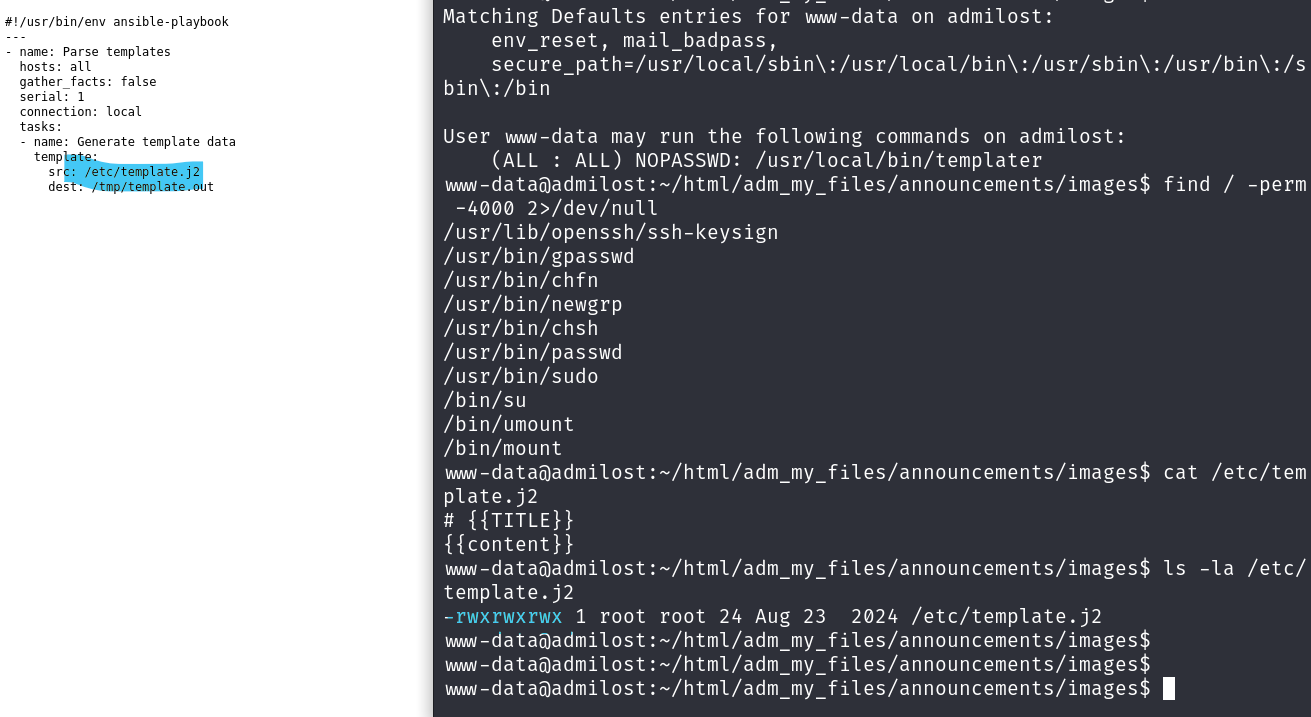 #!/usr/bin/env ansible-playbook
---
- name: Parse templates
  hosts: all
  gather_facts: false
  serial: 1
  connection: local
  tasks:
  - name: Generate template data
    template:
      src: /etc/template.j2
      dest: /tmp/template.out
Matching Defaults entries for www-data on admilost:
    env_reset, mail_badpass,
    secure_path=/usr/local/sbin\:/usr/local/bin\:/usr/sbin\:/usr/bin\:/s
bin\:/bin

User www-data may run the following commands on admilost:
    (ALL : ALL) NOPASSWD: /usr/local/bin/templater
www-data@admilost:~/html/adm_my_files/announcements/images$ find / -perm
 -4000 2>/dev/null
/usr/lib/openssh/ssh-keysign
/usr/bin/gpasswd
/usr/bin/chfn
/usr/bin/newgrp
/usr/bin/chsh
/usr/bin/passwd
/usr/bin/sudo
/bin/su
/bin/umount
/bin/mount
www-data@admilost:~/html/adm_my_files/announcements/images$ cat /etc/tem
plate.j2
# {{TITLE}}
{{content}}
www-data@admilost:~/html/adm_my_files/announcements/images$ ls -la /etc/
template.j2
-rwxrwxrwx 1 root root 24 Aug 23  2024 /etc/template.j2
www-data@admilost:~/html/adm_my_files/announcements/images$
www-data@admilost:~/html/adm_my_files/announcements/images$
www-data@admilost:~/html/adm_my_files/announcements/images$